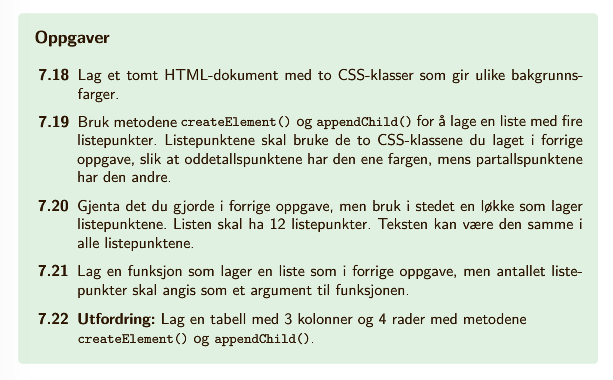 Oppgaver
7.18 Lag et tomt HTML-dokument med to CSS-klasser som gir ulike bakgrunns-
farger.
7.19 Bruk metodene createElement() og appendChild() for å lage en liste med fire
listepunkter. Listepunktene skal bruke de to CSS-klassene du laget i forrige
oppgave, slik at oddetallspunktene har den ene fargen, mens partallspunktene
har den andre.
7.20 Gjenta det du gjorde i forrige oppgave, men bruk i stedet en løkke som lager
listepunktene. Listen skal ha 12 listepunkter. Teksten kan være den samme i
alle listepunktene.
7.21 Lag en funksjon som lager en liste som i forrige oppgave, men antallet liste-
punkter skal angis som et argument til funksjonen.
7.22 Utfordring: Lag en tabell med 3 kolonner og 4 rader med metodene
createElement() og appendChild().